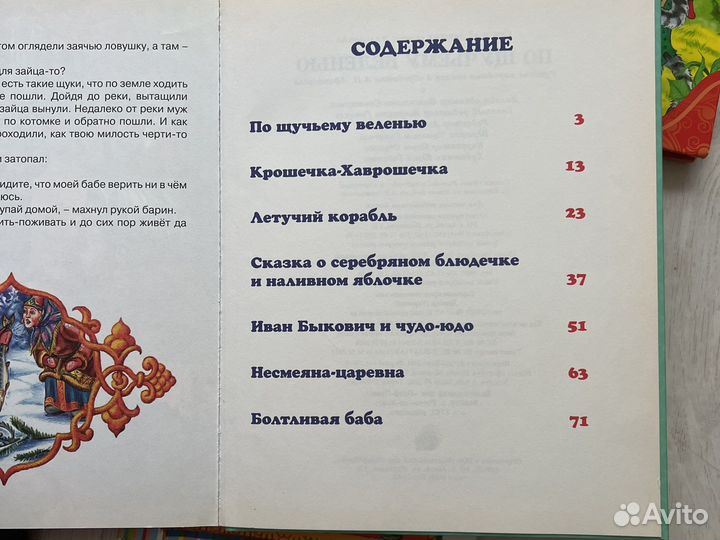 том оглядели заячью ловушку, а там –
для зайца-то?
есть такие щуки, что по земле ходить
е пошли. Дойдя до реки, вытащили
зайца вынули. Недалеко от реки муж
по котомке и обратно пошли. И как
роходили, как твою милость черти-то
и затопал:
идите, что моей бабе верить ни в чём
юсь.
упай домой, – махнул рукой барин.
ить-поживать и до сих пор живёт да
СОДЕРЖАНИЕ
По щучьему веленью 3
Крошечка-Хаврошечка 13
Летучий корабль 23
Сказка о серебряном блюдечке
и наливном яблочке 37
Иван Быкович и чудо-юдо 51
Несмеяна-царевна 63
Болтливая баба 71
Avito